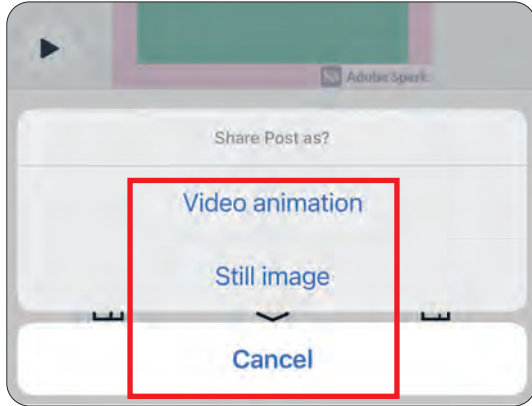 Adobe Spark
Share Post as?
Video animation
Still image
Cancel